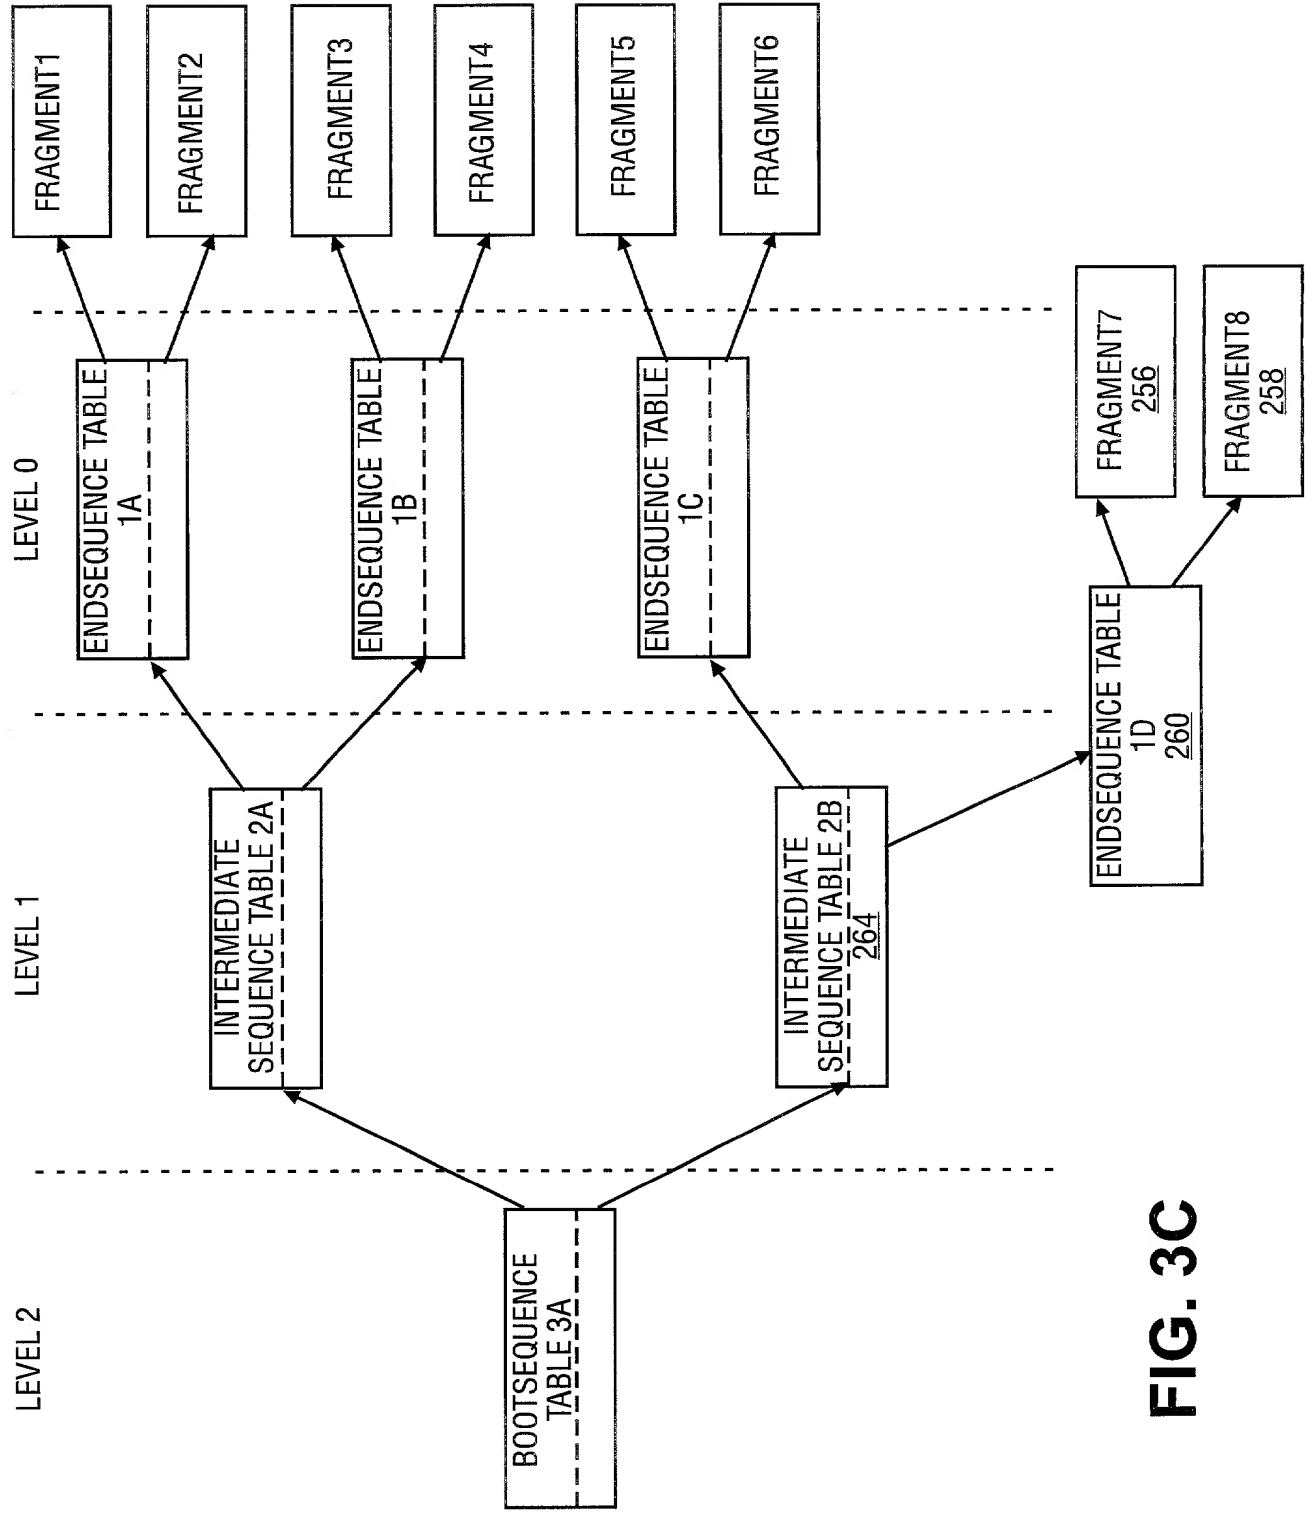 LEVEL 2
LEVEL 1
LEVEL 0
BOOTSEQUENCE
TABLE 3A
INTERMEDIATE
SEQUENCE TABLE 2A
INTERMEDIATE
SEQUENCE TABLE 2B
264
ENDSEQUENCE TABLE
1A
ENDSEQUENCE TABLE
1B
ENDSEQUENCE TABLE
1C
ENDSEQUENCE TABLE
1D
260
FRAGMENT1
FRAGMENT2
FRAGMENT3
FRAGMENT4
FRAGMENT5
FRAGMENT6
FRAGMENT7
256
FRAGMENT8
258
FIG. 3C